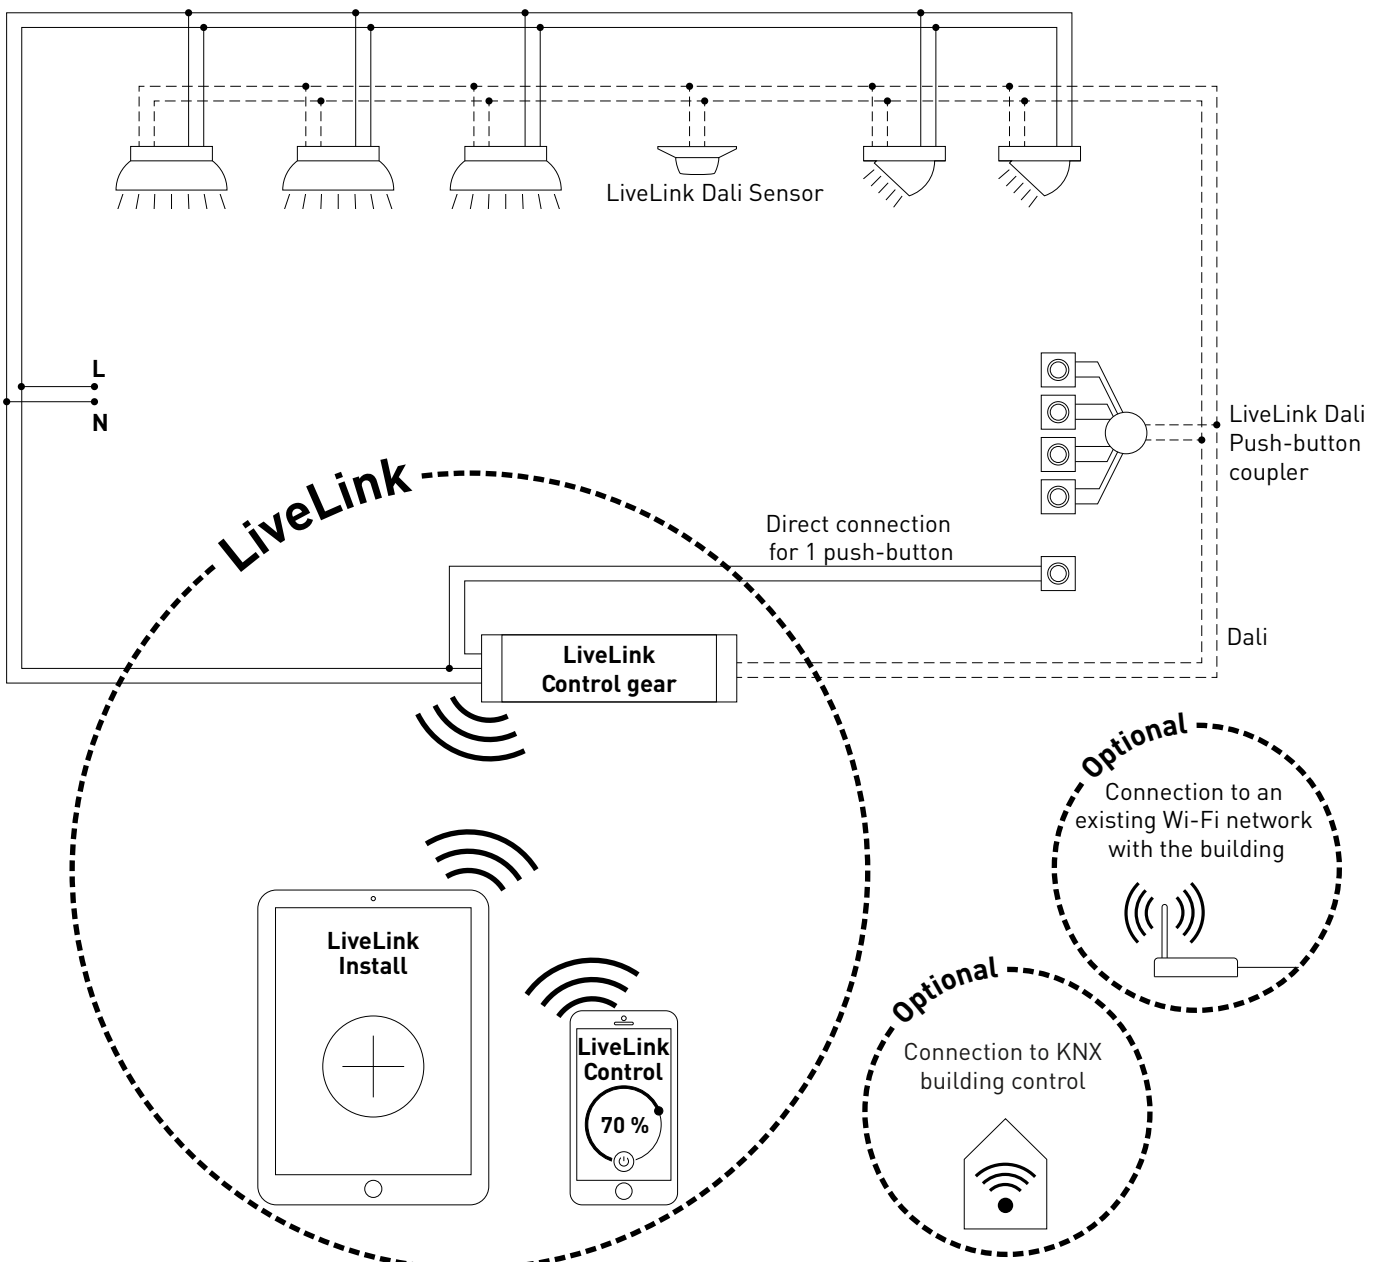 LiveLink Dali Sensor
L
N
LiveLink Dali
Push-button
coupler
LiveLink
Direct connection
for 1 push-button
Dali
LiveLink
Control gear
Optional
Connection to an
existing Wi-Fi network
with the building
LiveLink
Install
LiveLink
Control
70 %
Optional
Connection to KNX
building control